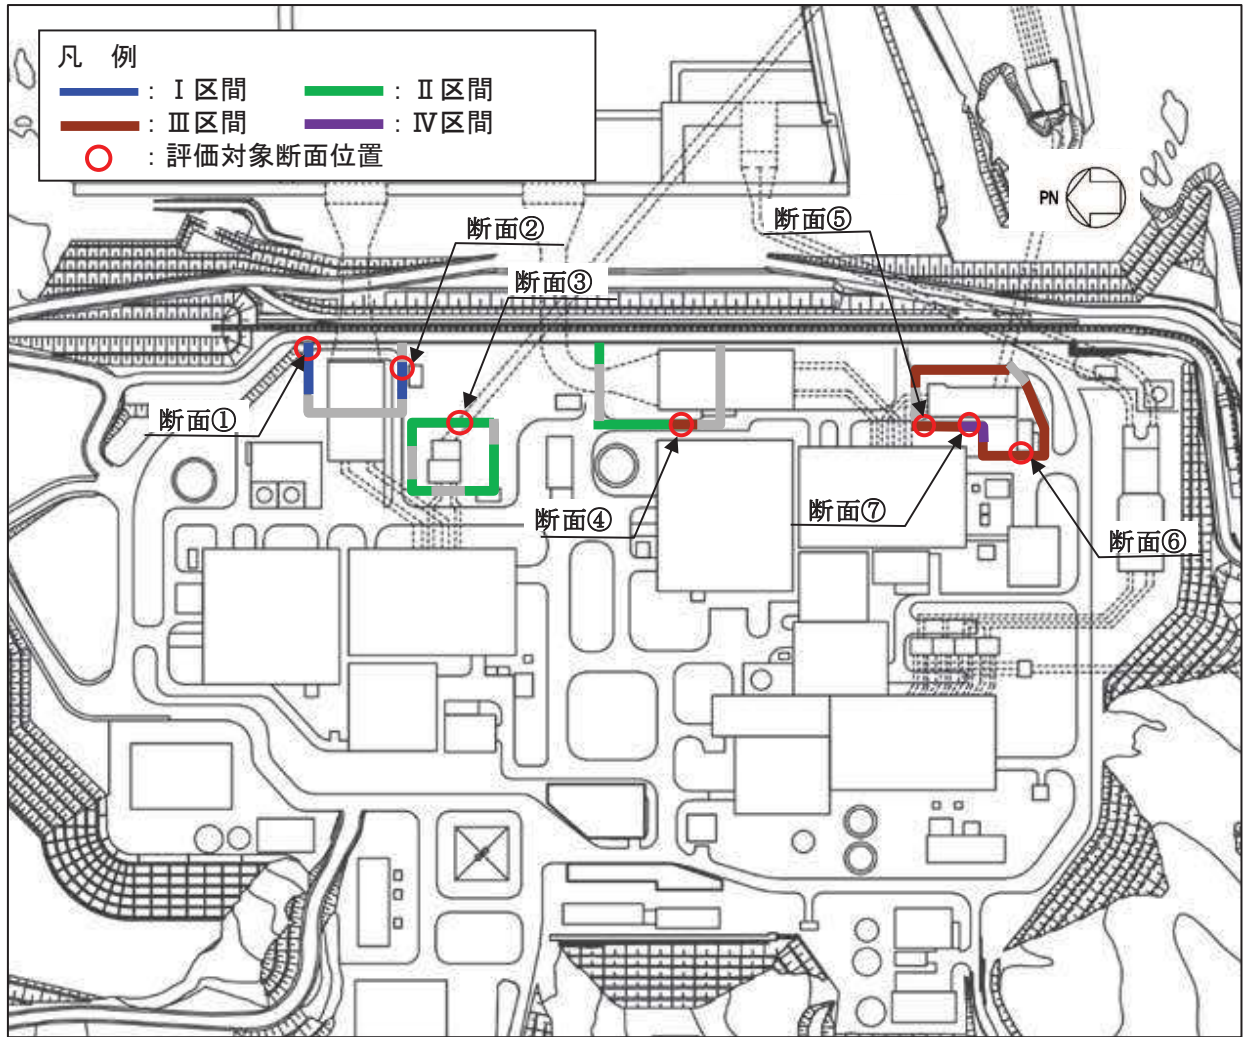 凡　例
: Ⅰ区間
: Ⅱ区間
: Ⅲ区間
: Ⅳ区間
: 評価対象断面位置
PN
断面⑤
断面②
断面③
断面①
断面④
断面⑦
断面⑥